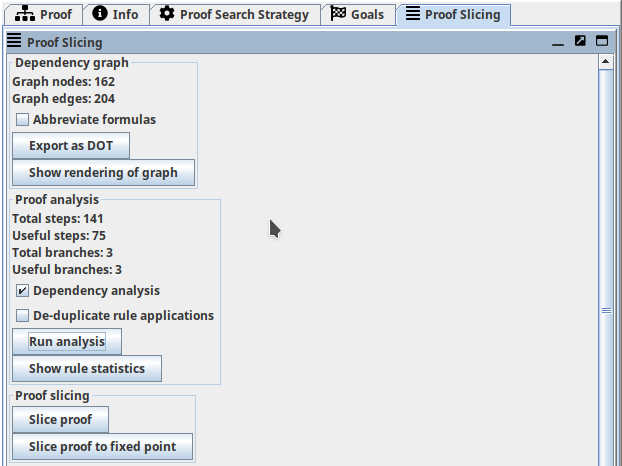 Proof Info Proof Search Strategy Goals Proof Slicing
Proof Slicing
Dependency graph
Graph nodes: 162
Graph edges: 204
Abbreviate formulas
Export as DOT
Show rendering of graph
Proof analysis
Total steps: 141
Useful steps: 75
Total branches: 3
Useful branches: 3
Dependency analysis
De-duplicate rule applications
Run analysis
Show rule statistics
Proof slicing
Slice proof
Slice proof to fixed point